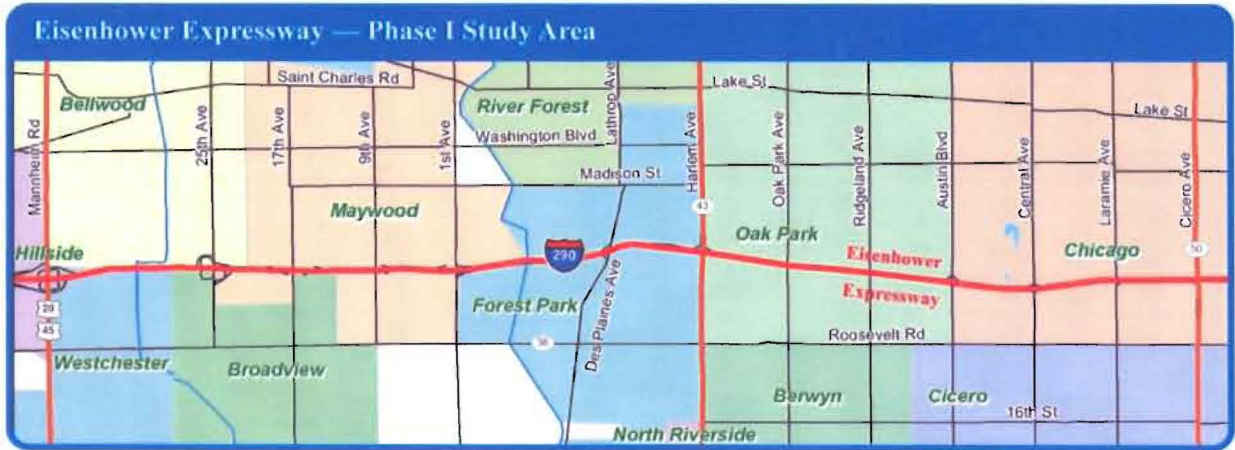 Eisenhower Expressway — Phase I Study Area
Saint Charles Rd
Lake St
Bellwood
River Forest
Lake St
Mannheim Rd
25th Ave
17th Ave
9th Ave
1st Ave
Washington Blvd
Lathrop Ave
Harlem Ave
Oak Park Ave
Ridgeland Ave
Austin Blvd
Central Ave
Laramie Ave
Cicero Ave
Madison St
Maywood
43
Oak Park
Hillside
290
Eisenhower
Chicago
50
Expressway
20
45
Forest Park
Des Plaines Ave
38
Roosevelt Rd
Westchester
Broadview
Berwyn
Cicero
16th St
North Riverside